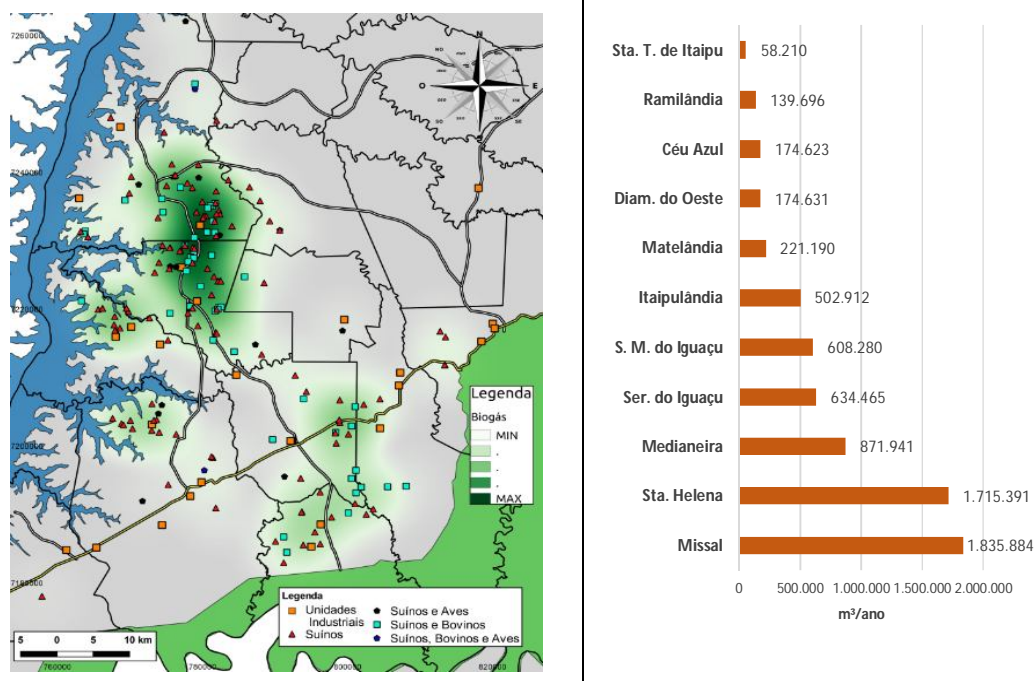 7260000
N
NO
NE
O
E
SO
SE
S
7240000
7220000
7200000
7180000
Legenda
Biogás
MIN
.
.
.
MAX
Legenda
Unidades Industriais
Suínos
Suínos e Aves
Suínos e Bovinos
Suínos, Bovinos e Aves
5 0 5 10 km
760000 780000 800000 820000
Sta. T. de Itaipu 58.210
Ramilândia 139.696
Céu Azul 174.623
Diam. do Oeste 174.631
Matelândia 221.190
Itaipulândia 502.912
S. M. do Iguaçu 608.280
Ser. do Iguaçu 634.465
Medianeira 871.941
Sta. Helena 1.715.391
Missal 1.835.884
0 500.000 1.000.000 1.500.000 2.000.000
m³/ano